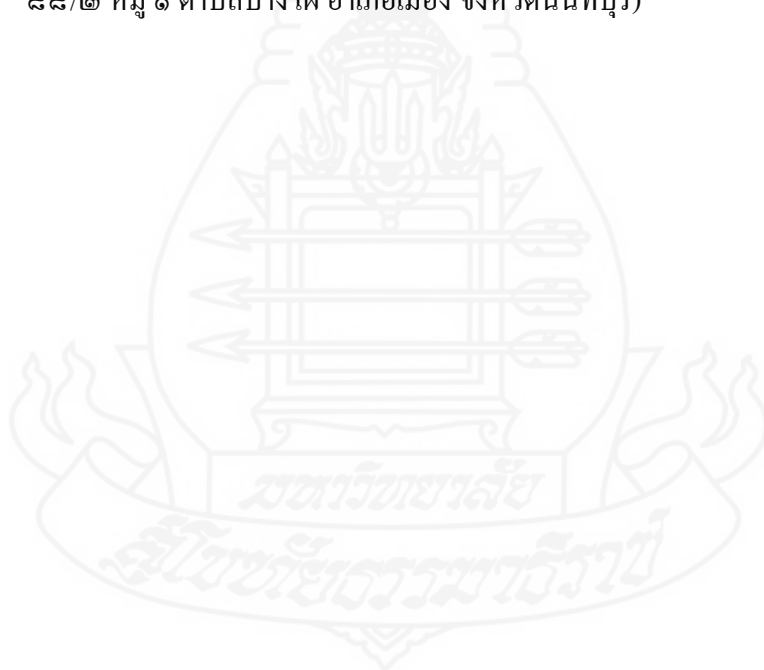 ๘๘/๒ หมู่ ๑ ตำบลบางไผ่ อำเภอเมือง จังหวัดนนทบุรี)
มหาวิทยาลัย
สุโขทัยธรรมาธิราช